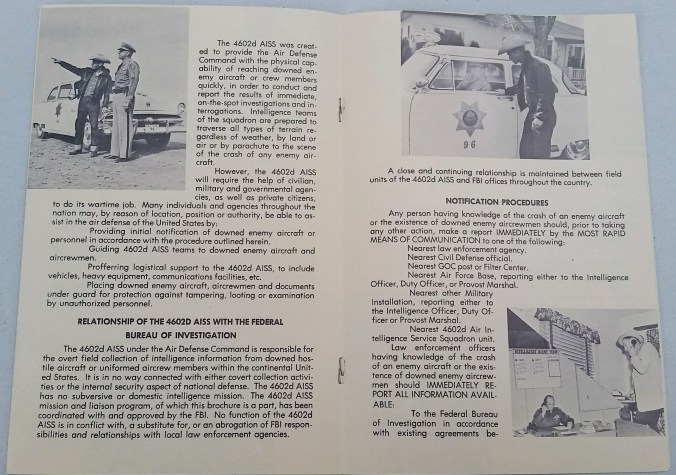 The 4602d AISS was creat-
ed to provide the Air Defense
Command with the physical cap-
ability of reaching downed en-
emy aircraft or crew members
quickly, in order to conduct and
report the results of immediate,
on-the-spot investigations and in-
terrogations. Intelligence teams
of the squadron are prepared to
traverse all types of terrain re-
gardless of weather, by land or
air or by parachute to the scene
of the crash of any enemy air-
craft.
However, the 4602d AISS
will require the help of civilian,
military and governmental agen-
cies, as well as private citizens,
to do its wartime job. Many individuals and agencies throughout the
nation may, by reason of location, position or authority, be able to as-
sist in the air defense of the United States by:
Providing initial notification of downed enemy aircraft or
personnel in accordance with the procedure outlined herein.
Guiding 4602d AISS teams to downed enemy aircraft and
aircrewmen.
Profferring logistical support to the 4602d AISS, to include
vehicles, heavy equipment, communications facilities, etc.
Placing downed enemy aircraft, aircrewmen and documents
under guard for protection against tampering, looting or examination
by unauthorized personnel.
RELATIONSHIP OF THE 4602D AISS WITH THE FEDERAL
BUREAU OF INVESTIGATION
The 4602d AISS under the Air Defense Command is responsible
for the overt field collection of intelligence information from downed hos-
tile aircraft or uniformed aircrew members within the continental Unit-
ed States. It is in no way connected with either covert collection activi-
ties or the internal security aspect of national defense. The 4602d AISS
has no subversive or domestic intelligence mission. The 4602d AISS
mission and liaison program, of which this brochure is a part, has been
coordinated with and approved by the FBI. No function of the 4602d
AISS is in conflict with, a substitute for, or an abrogation of FBI respon-
sibilities and relationships with local law enforcement agencies.
96
A close and continuing relationship is maintained between field
units of the 4602d AISS and FBI offices throughout the country.
NOTIFICATION PROCEDURES
Any person having knowledge of the crash of an enemy aircraft
or the existence of downed enemy aircrewmen should, prior to taking
any other action, make a report IMMEDIATELY by the MOST RAPID
MEANS OF COMMUNICATION to one of the following:
Nearest law enforcement agency.
Nearest Civil Defense official.
Nearest GOC post or Filter Center.
Nearest Air Force Base, reporting either to the Intelligence
Officer, Duty Officer, or Provost Marshal.
Nearest other Military
Installation, reporting either to
the Intelligence Officer, Duty Of-
ficer or Provost Marshal.
Nearest 4602d Air In-
telligence Service Squadron unit.
Law enforcement officers
having knowledge of the crash
of an enemy aircraft or the exis-
tence of downed enemy aircrew-
men should IMMEDIATELY RE-
PORT ALL INFORMATION AVAIL-
ABLE:
To the Federal Bureau
of Investigation in accordance
with existing agreements be-